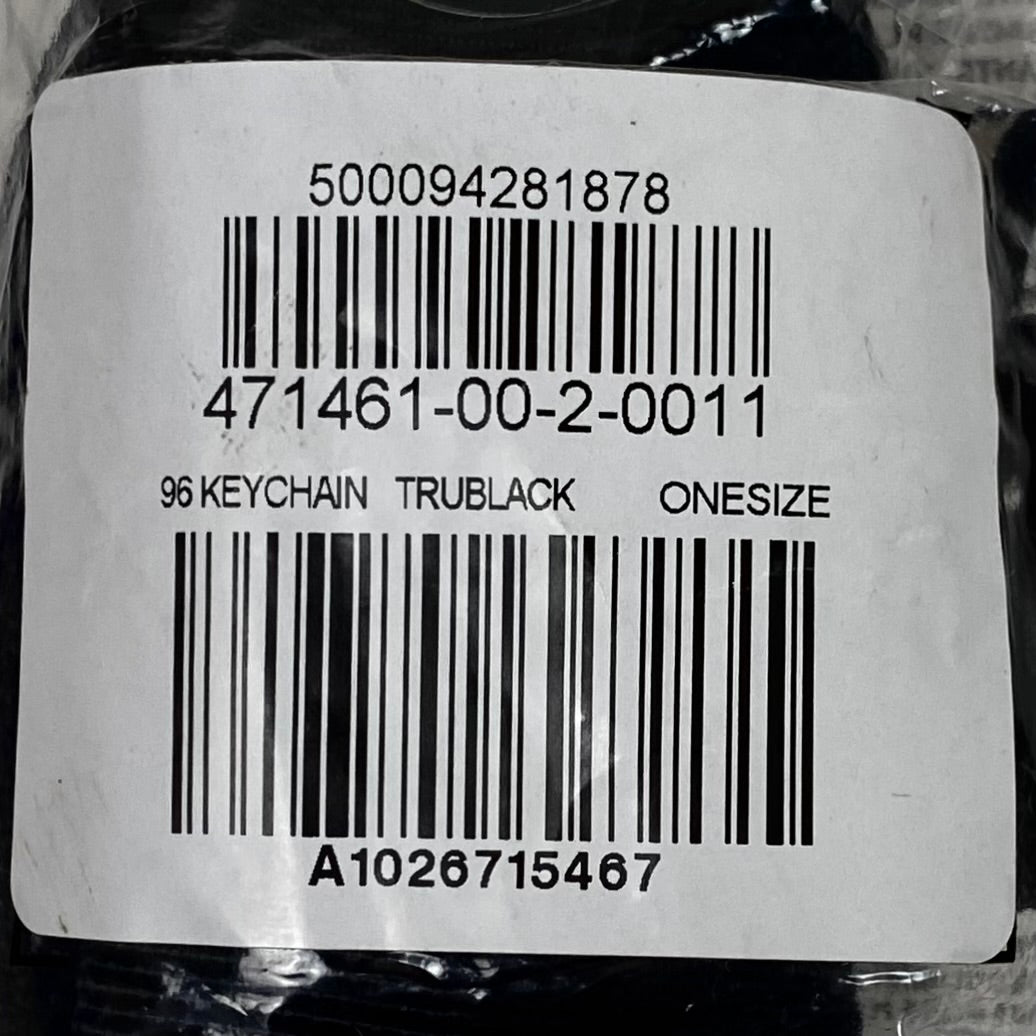 500094281878
471461-00-2-0011
96 KEYCHAIN TRUBLACK ONESIZE
A1026715467